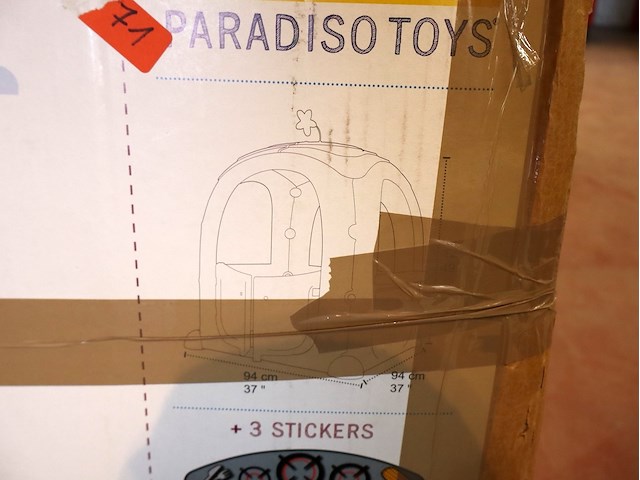 71
PARADISO TOYS
94 cm
37 "
94 cm
37 "
+ 3 STICKERS